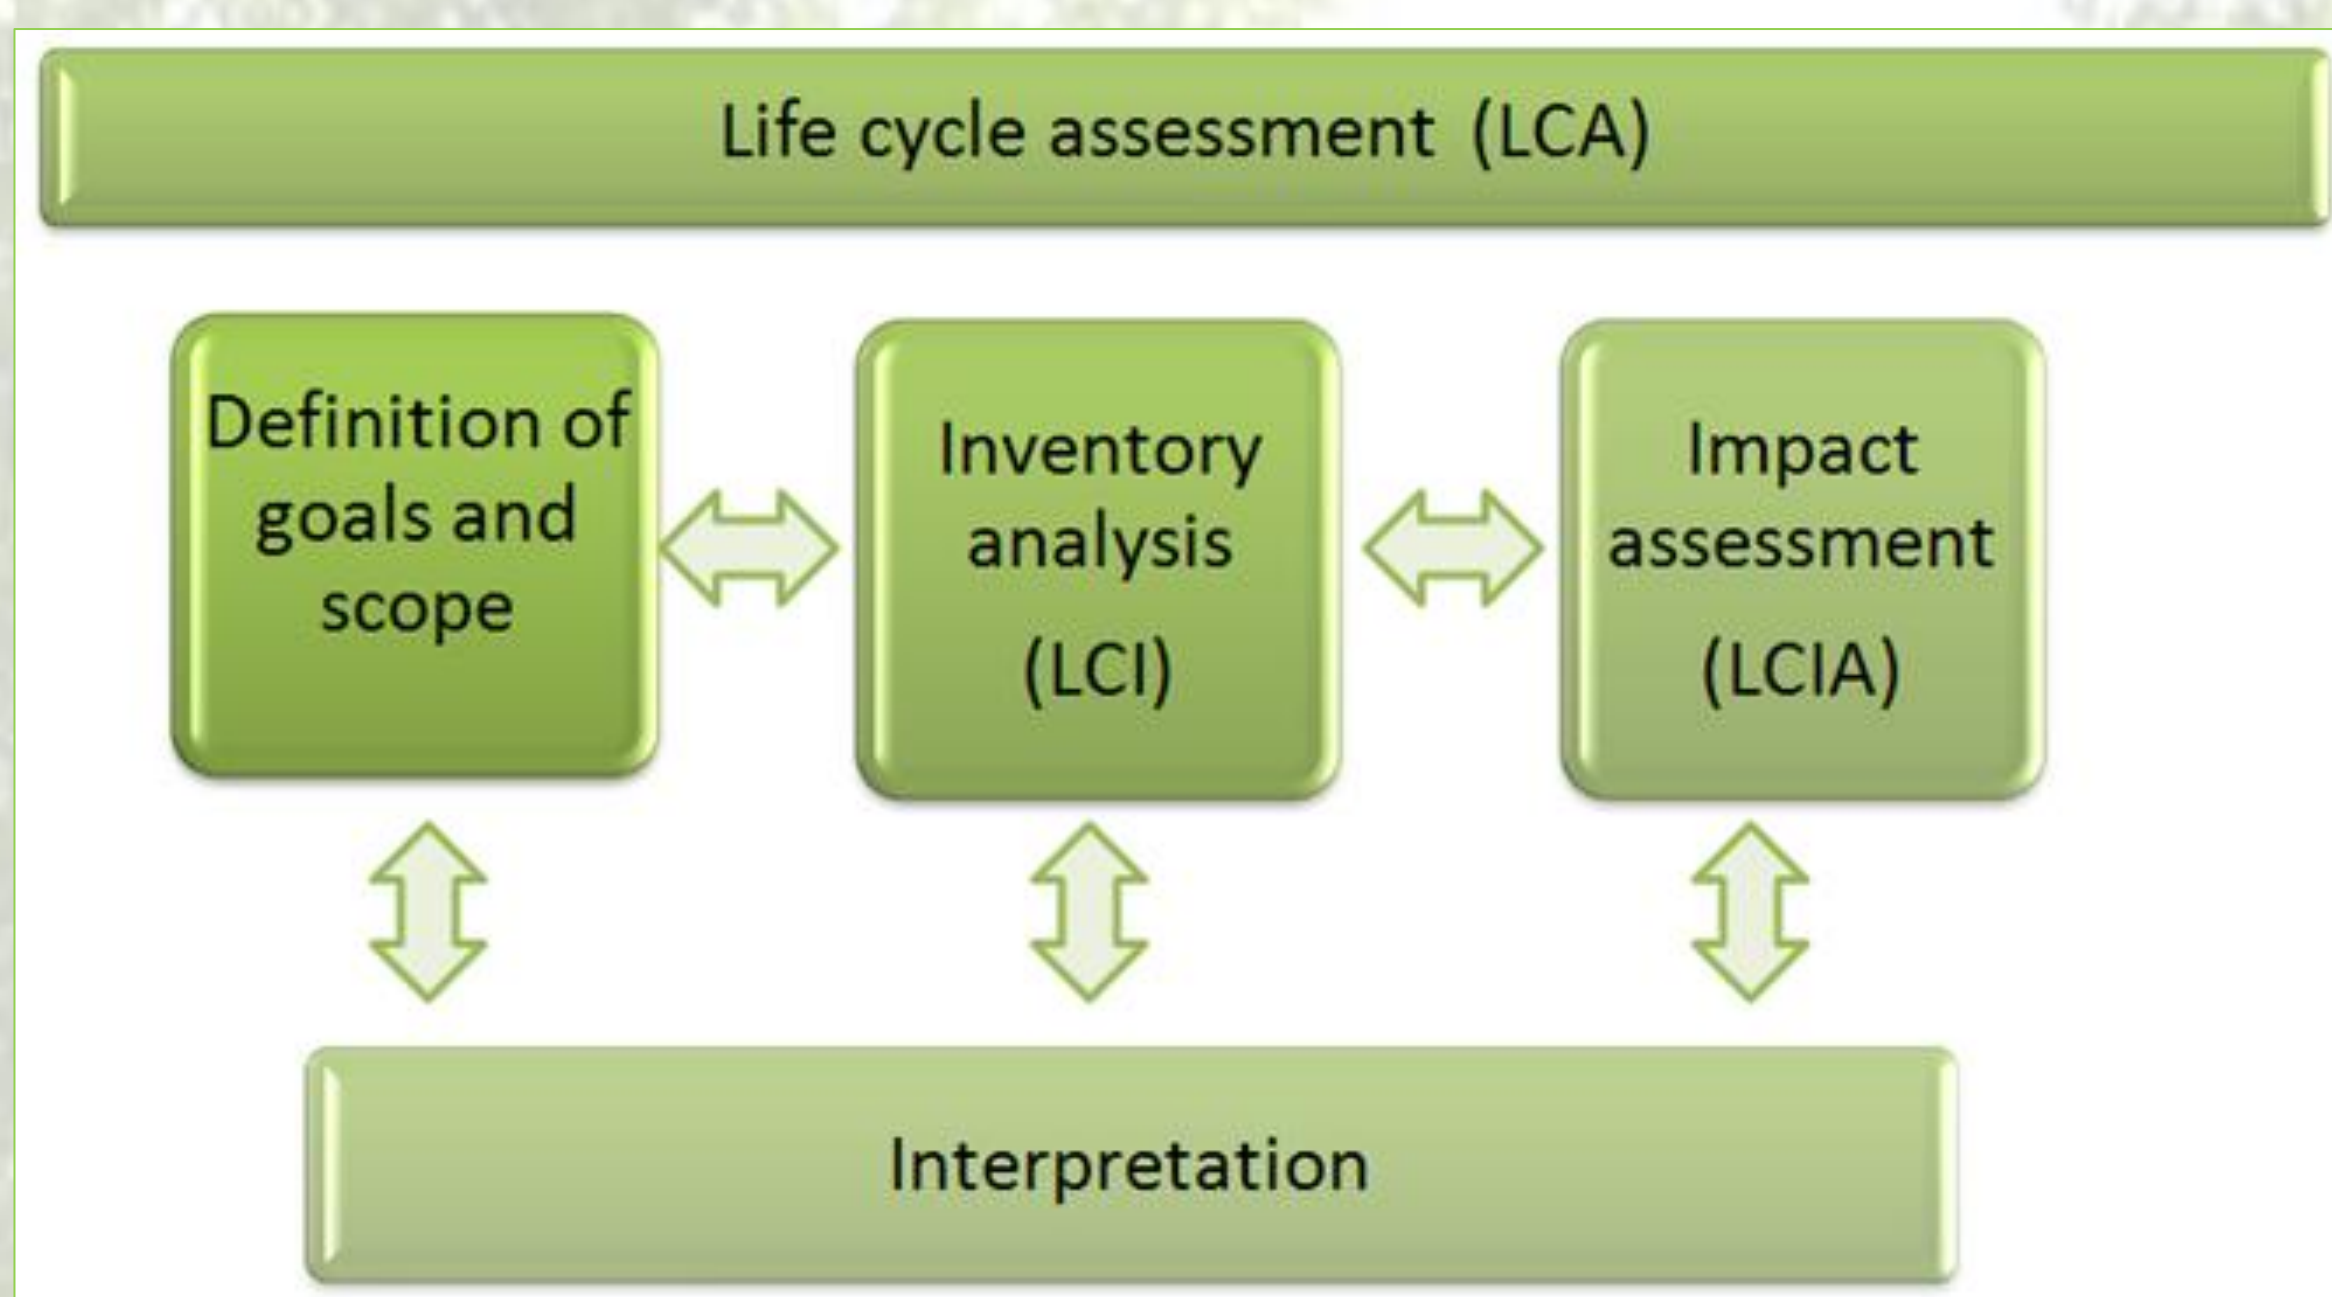 Life cycle assessment (LCA)
Definition of
goals and
scope
Inventory
analysis
(LCI)
Impact
assessment
(LCIA)
Interpretation